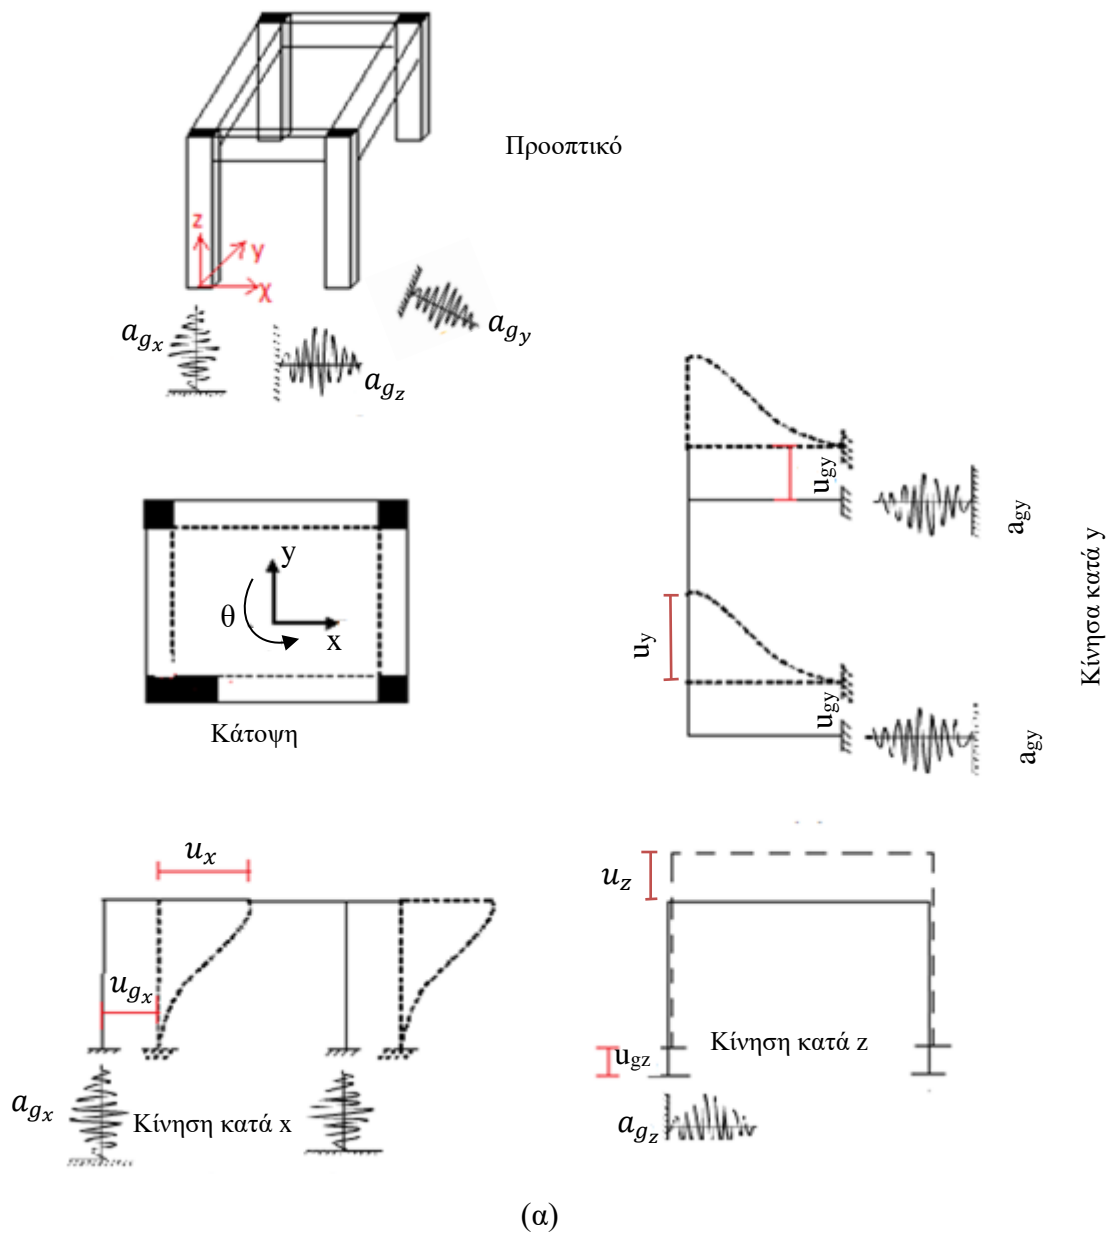 Προοπτικό
z
y
χ
a_{g_x}
a_{g_z}
a_{g_y}
u_{gy}
a_{gy}
Κίνησα κατά y
y
θ
x
Κάτοψη
u_y
u_{gy}
a_{gy}
u_x
u_{g_x}
a_{g_x}
Κίνηση κατά x
u_z
u_{gz}
Κίνηση κατά z
a_{g_z}
(α)